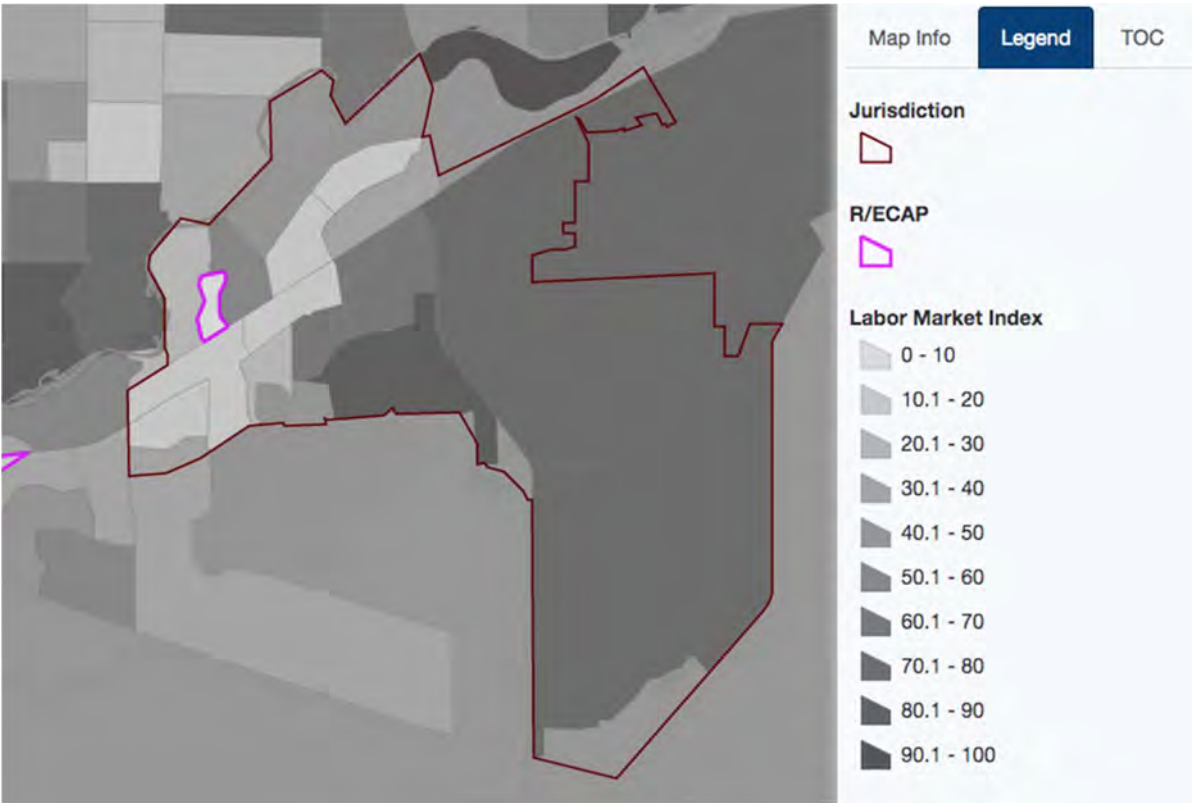 Map Info Legend TOC
Jurisdiction
R/ECAP
Labor Market Index
0 - 10
10.1 - 20
20.1 - 30
30.1 - 40
40.1 - 50
50.1 - 60
60.1 - 70
70.1 - 80
80.1 - 90
90.1 - 100